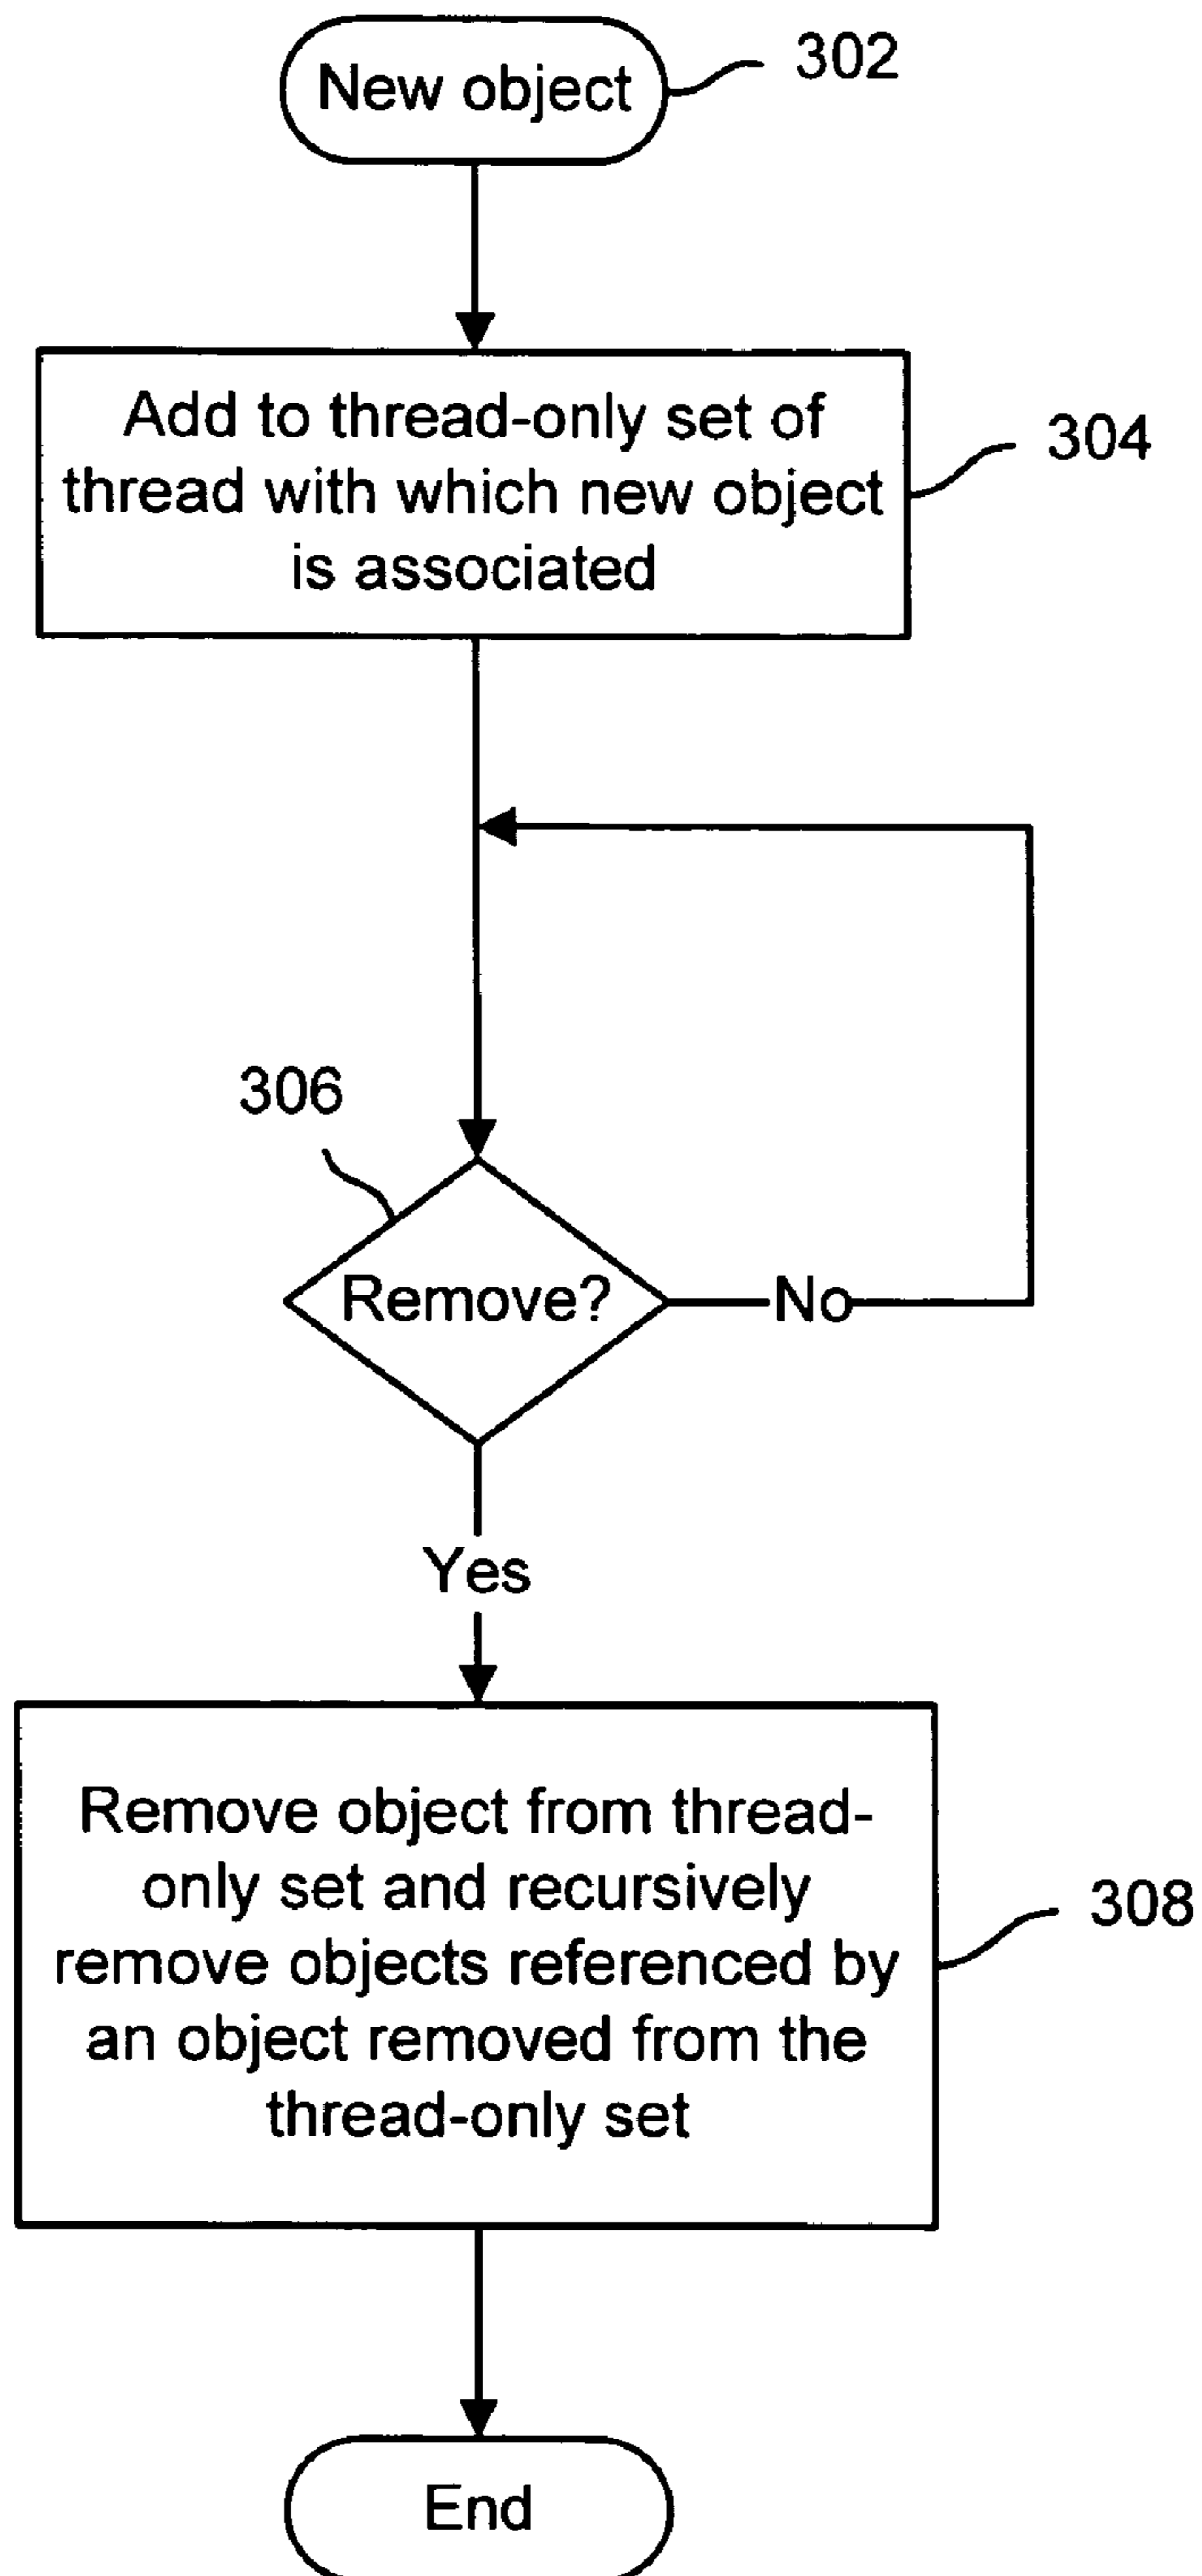 New object
302
Add to thread-only set of
thread with which new object
is associated
304
306
Remove?
No
Yes
Remove object from thread-
only set and recursively
remove objects referenced by
an object removed from the
thread-only set
308
End